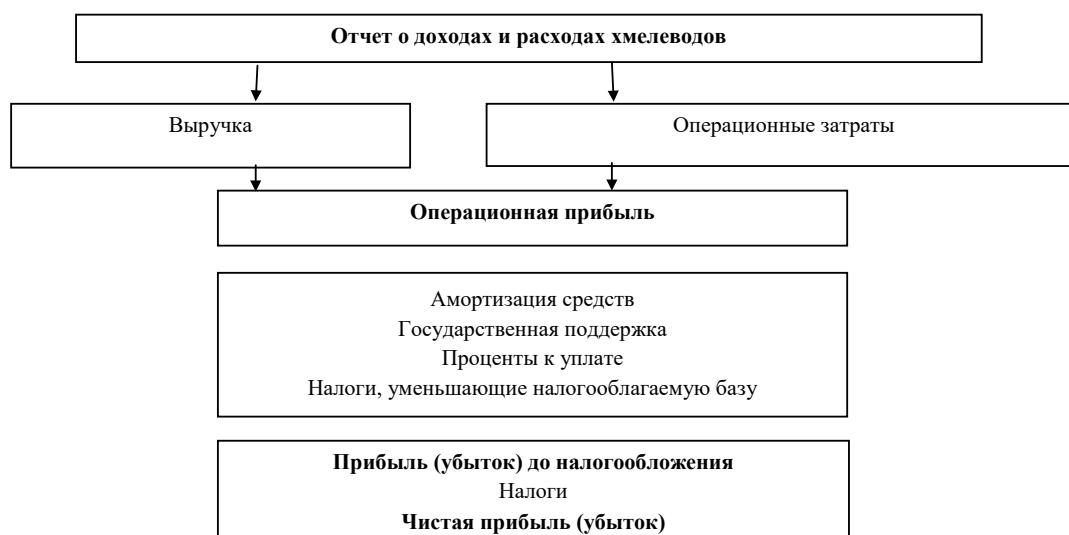 Отчет о доходах и расходах хмелеводов
Выручка
Операционные затраты
Операционная прибыль
Амортизация средств
Государственная поддержка
Проценты к уплате
Налоги, уменьшающие налогооблагаемую базу
Прибыль (убыток) до налогообложения
Налоги
Чистая прибыль (убыток)